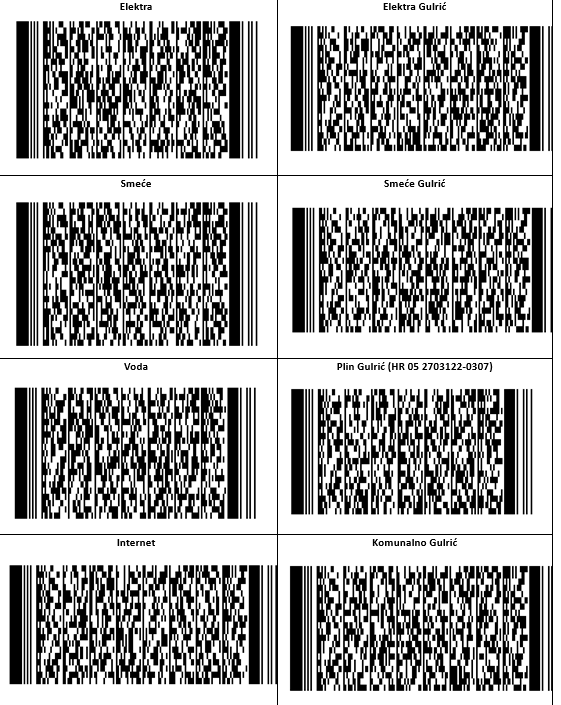 Elektra
Elektra Gulrić
Smeće
Smeće Gulrić
Voda
Plin Gulrić (HR 05 2703122-0307)
Internet
Komunalno Gulrić